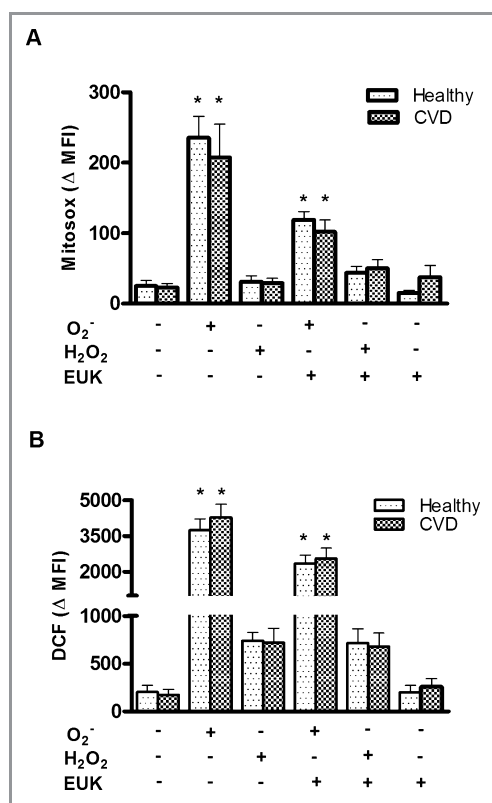 A
Mitosox (Δ MFI)
300
200
100
0
* *
* *
Healthy
CVD
O₂⁻ - + - + - -
H₂O₂ - - + - + -
EUK - - - + + +
B
DCF (Δ MFI)
5000
3500
2000
1000
500
0
* *
* *
Healthy
CVD
O₂⁻ - + - + - -
H₂O₂ - - + - + -
EUK - - - + + +